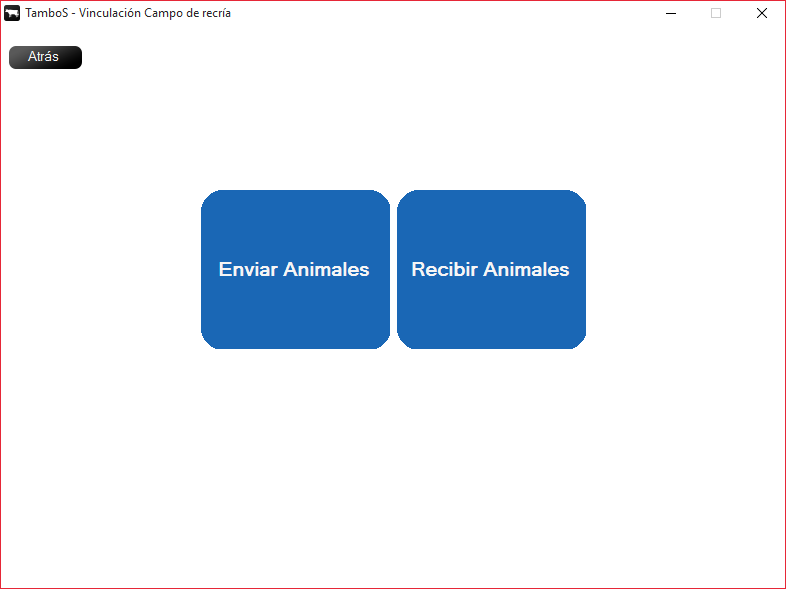 TamboS - Vinculación Campo de recría
Atrás
Enviar Animales
Recibir Animales